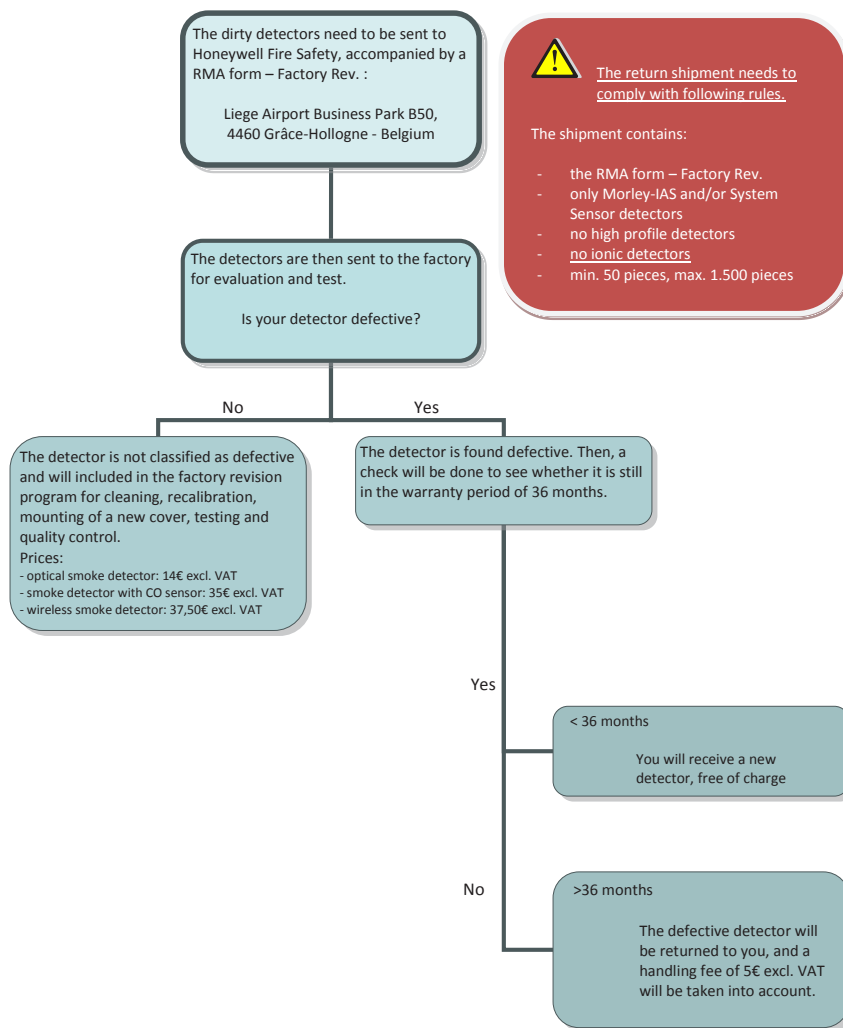 The dirty detectors need to be sent to
Honeywell Fire Safety, accompanied by a
RMA form – Factory Rev. :
Liege Airport Business Park B50,
4460 Grâce-Hollogne - Belgium
The return shipment needs to
comply with following rules.
The shipment contains:
- the RMA form – Factory Rev.
- only Morley-IAS and/or System
Sensor detectors
- no high profile detectors
- no ionic detectors
- min. 50 pieces, max. 1.500 pieces
The detectors are then sent to the factory
for evaluation and test.
Is your detector defective?
No
Yes
The detector is not classified as defective
and will included in the factory revision
program for cleaning, recalibration,
mounting of a new cover, testing and
quality control.
Prices:
- optical smoke detector: 14€ excl. VAT
- smoke detector with CO sensor: 35€ excl. VAT
- wireless smoke detector: 37,50€ excl. VAT
The detector is found defective. Then, a
check will be done to see whether it is still
in the warranty period of 36 months.
Yes
< 36 months
You will receive a new
detector, free of charge
No
>36 months
The defective detector will
be returned to you, and a
handling fee of 5€ excl. VAT
will be taken into account.